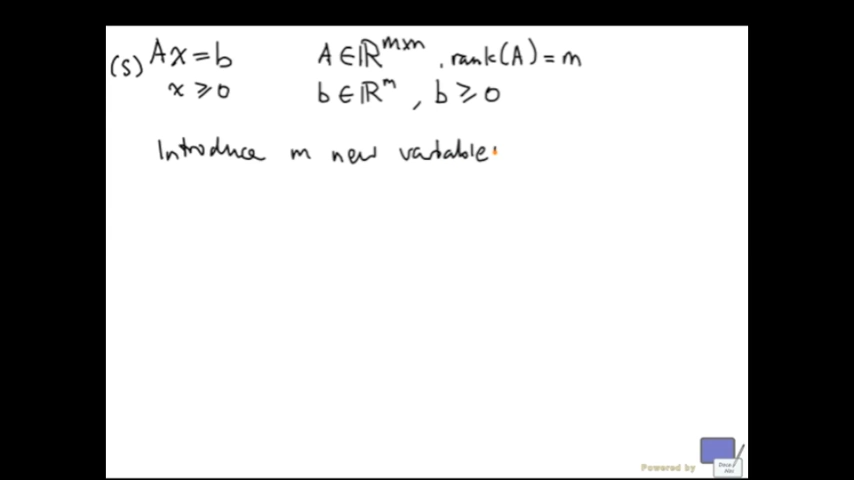 (S) Ax = b A ∈ ℝ^{m×n}, rank(A) = m
x ≥ 0 b ∈ ℝ^m, b ≥ 0
Introduce m new variable
Powered by